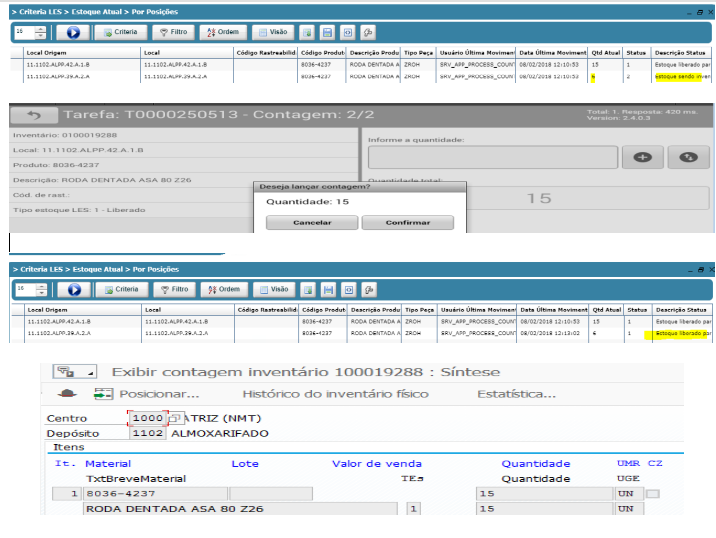 > Criteria LES > Estoque Atual > Por Posições
16 Criteria Filtro Ordem Visão
Local Origem Local Código Rastreabilid Código Produt Descrição Produ Tipo Peça Usuário Última Moviment Data Última Moviment Qtd Atual Status Descrição Status
11.1102.ALPP.42.A.1.B 11.1102.ALPP.42.A.1.B 8036-4237 RODA DENTADA A ZROH SRV_APP_PROCESS_COUNT 08/02/2018 12:10:53 15 1 Estoque liberado par
11.1102.ALPP.39.A.2.A 11.1102.ALPP.39.A.2.A 8036-4237 RODA DENTADA A ZROH SRV_APP_PROCESS_COUNT 08/02/2018 12:10:53 6 2 estoque sendo inven
Tarefa: T0000250513 - Contagem: 2/2
Total: 1. Resposta: 420 ms.
Version: 2.4.0.3
Inventário: 0100019288
Local: 11.1102.ALPP.42.A.1.B
Produto: 8036-4237
Descrição: RODA DENTADA ASA 80 Z26
Cód. de rast.:
Tipo estoque LES: 1 - Liberado
Informe a quantidade:
Quantidade total:
15
Deseja lançar contagem?
Quantidade: 15
Cancelar Confirmar
> Criteria LES > Estoque Atual > Por Posições
16 Criteria Filtro Ordem Visão
Local Origem Local Código Rastreabilid Código Produt Descrição Produ Tipo Peça Usuário Última Moviment Data Última Moviment Qtd Atual Status Descrição Status
11.1102.ALPP.42.A.1.B 11.1102.ALPP.42.A.1.B 8036-4237 RODA DENTADA A ZROH SRV_APP_PROCESS_COUNT 08/02/2018 12:10:53 15 1 Estoque liberado par
11.1102.ALPP.39.A.2.A 11.1102.ALPP.39.A.2.A 8036-4237 RODA DENTADA A ZROH SRV_APP_PROCESS_COUNT 08/02/2018 12:13:02 6 1 Estoque liberado par
Exibir contagem inventário 100019288 : Síntese
Posicionar... Histórico do inventário físico Estatística...
Centro 1000 ATRIZ (NMT)
Depósito 1102 ALMOXARIFADO
Itens
It. Material Lote Valor de venda Quantidade UMR CZ
TxtBreveMaterial TEs Quantidade UGE
1 8036-4237 15 UN
RODA DENTADA ASA 80 Z26 1 15 UN